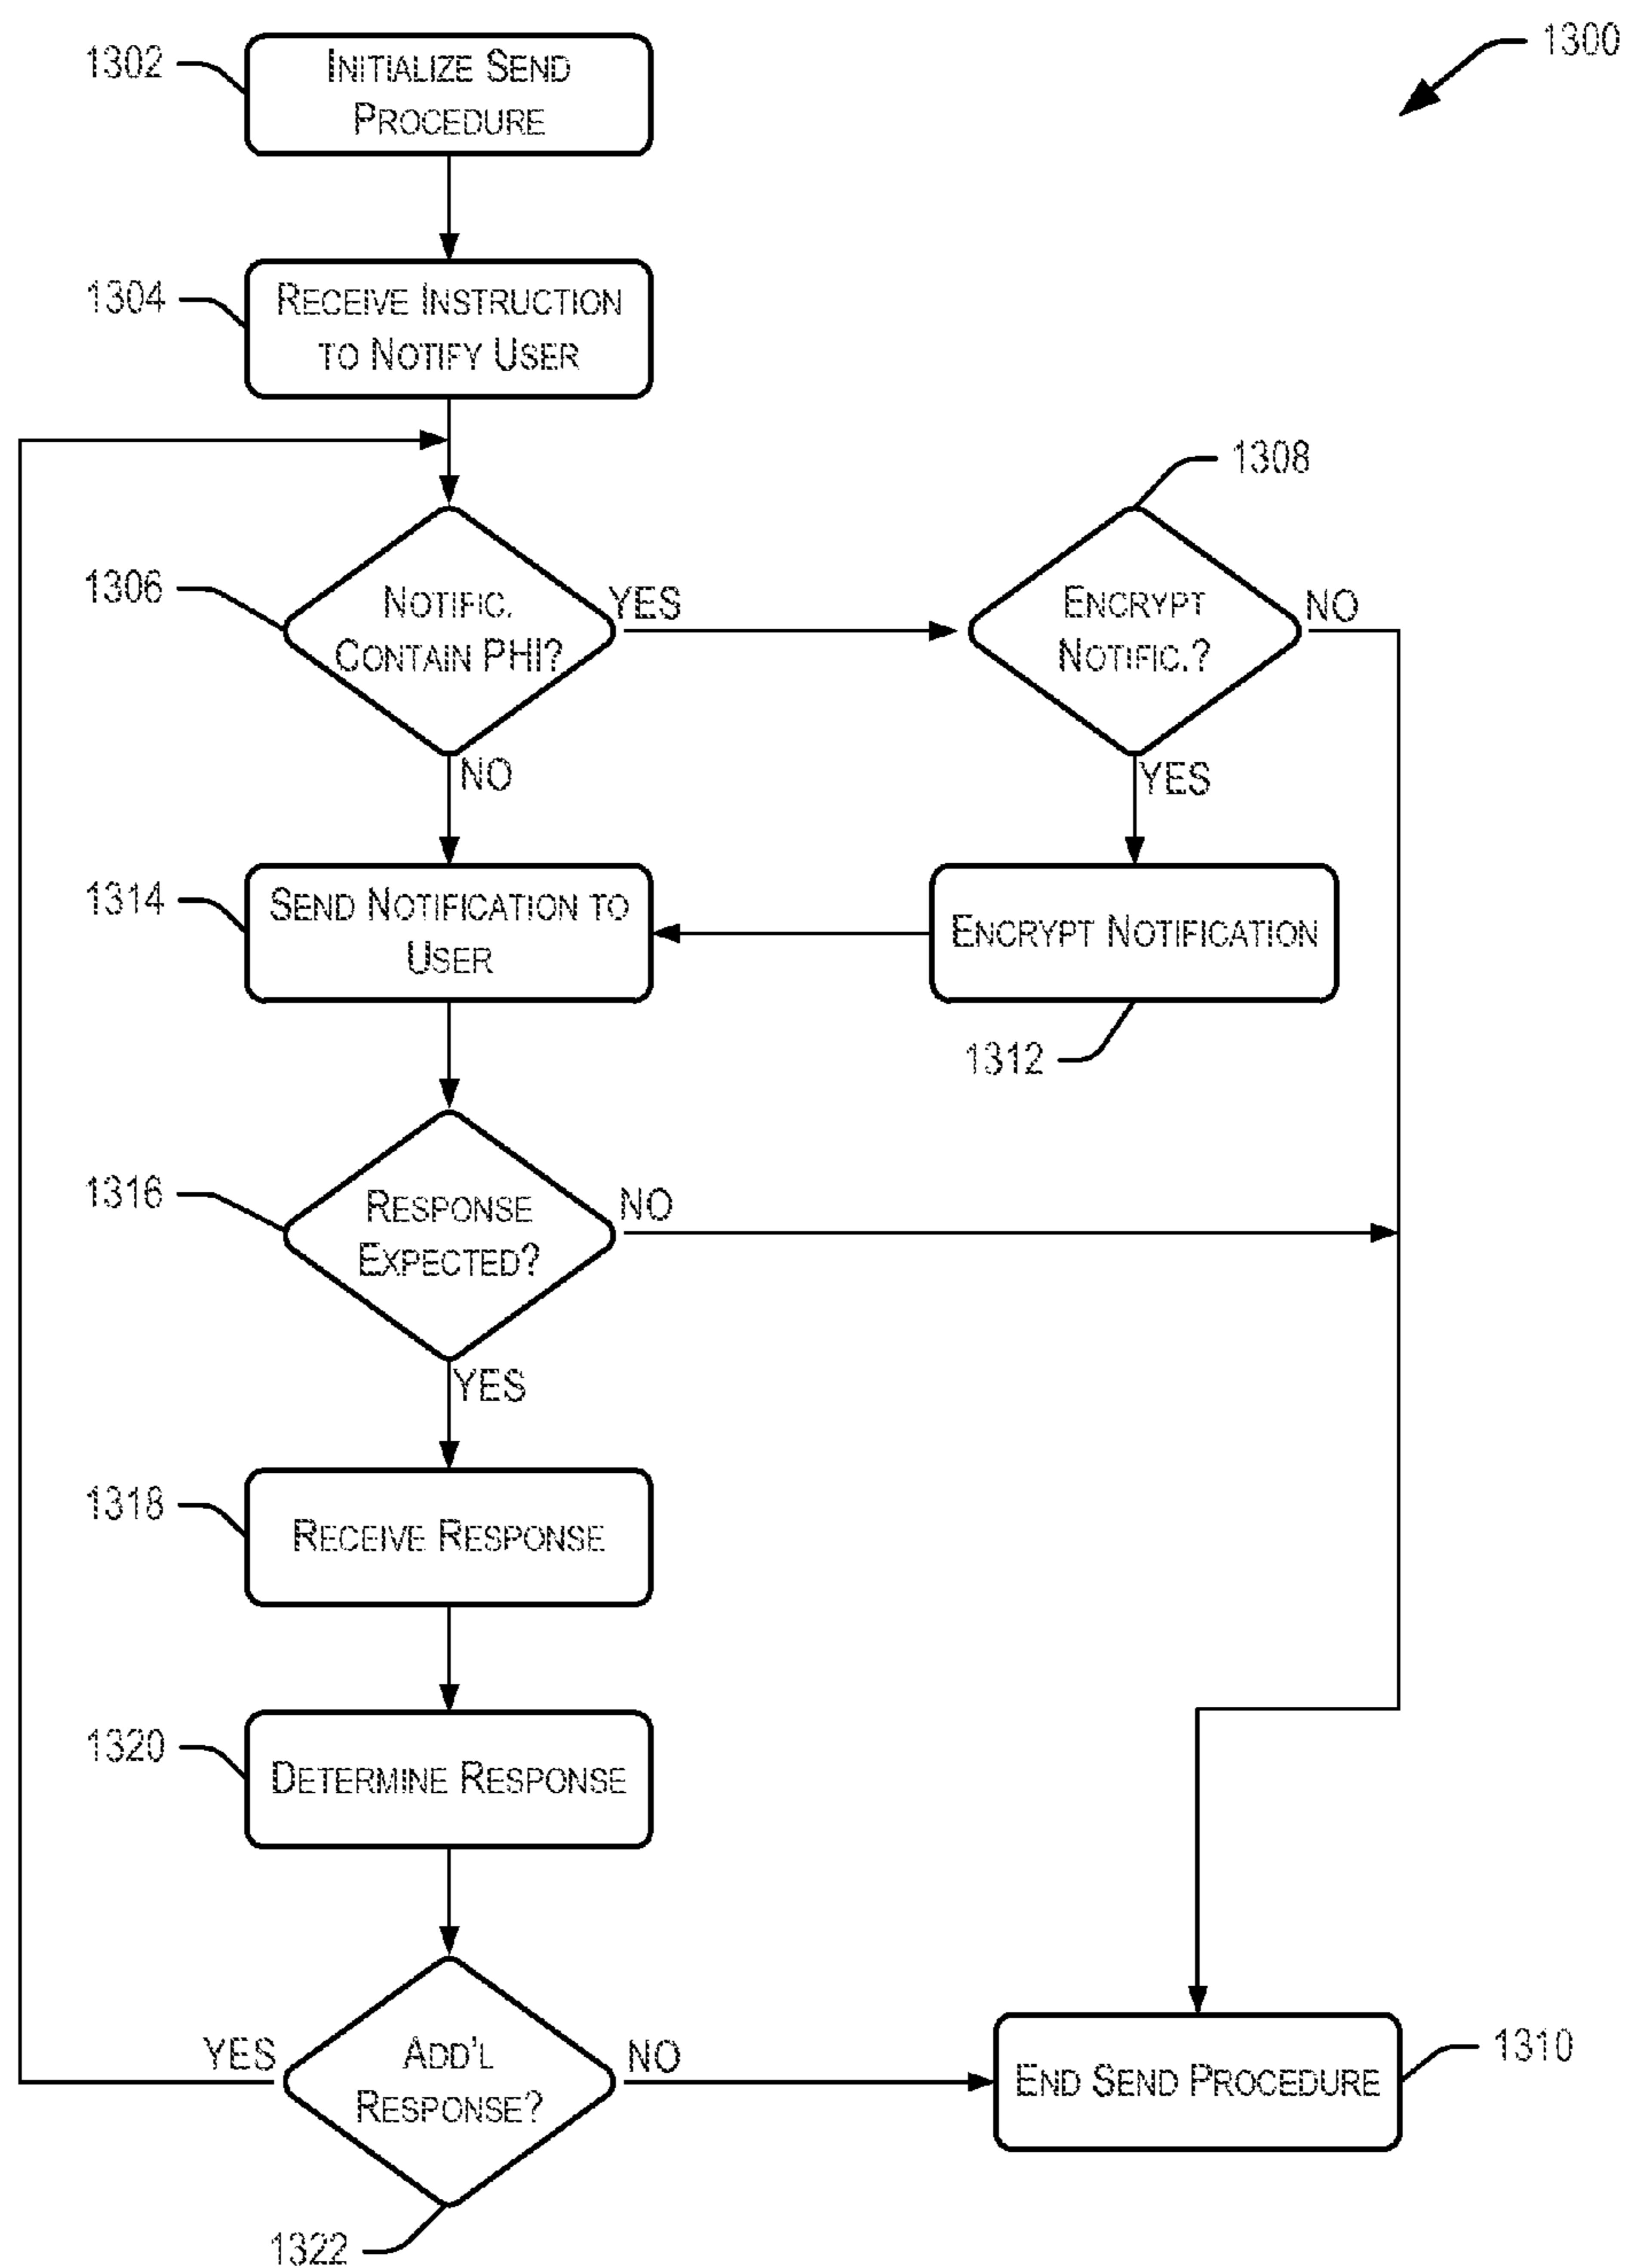 1300
1302
INITIALIZE SEND
PROCEDURE
1304
RECEIVE INSTRUCTION
TO NOTIFY USER
1306
NOTIFIC.
CONTAIN PHI?
YES
NO
1308
ENCRYPT
NOTIFIC.?
NO
YES
1314
SEND NOTIFICATION TO
USER
ENCRYPT NOTIFICATION
1312
1316
RESPONSE
EXPECTED?
NO
YES
1318
RECEIVE RESPONSE
1320
DETERMINE RESPONSE
YES
ADD'L
RESPONSE?
NO
1322
END SEND PROCEDURE
1310